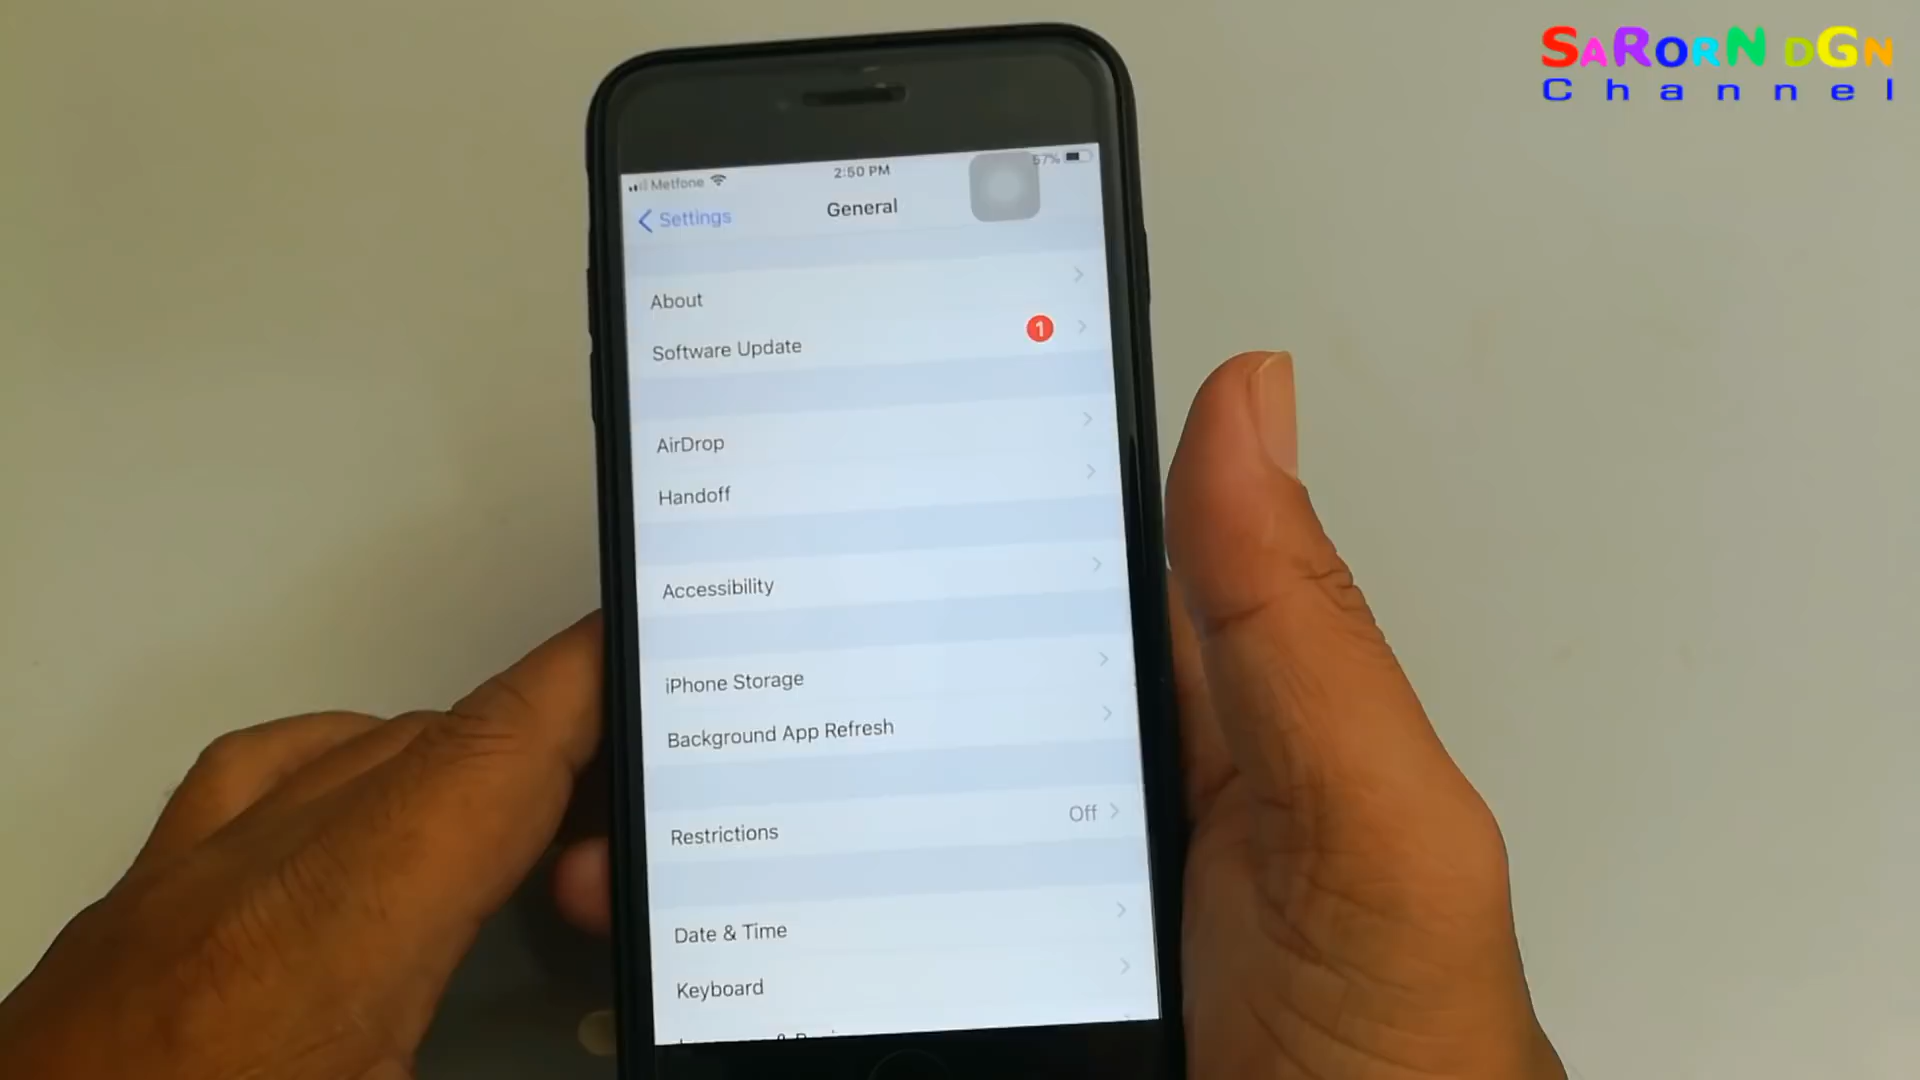 SaRorN DGN
Channel
Metfone
2:50 PM
57%
Settings
General
About
Software Update
1
AirDrop
Handoff
Accessibility
iPhone Storage
Background App Refresh
Restrictions
Off
Date & Time
Keyboard